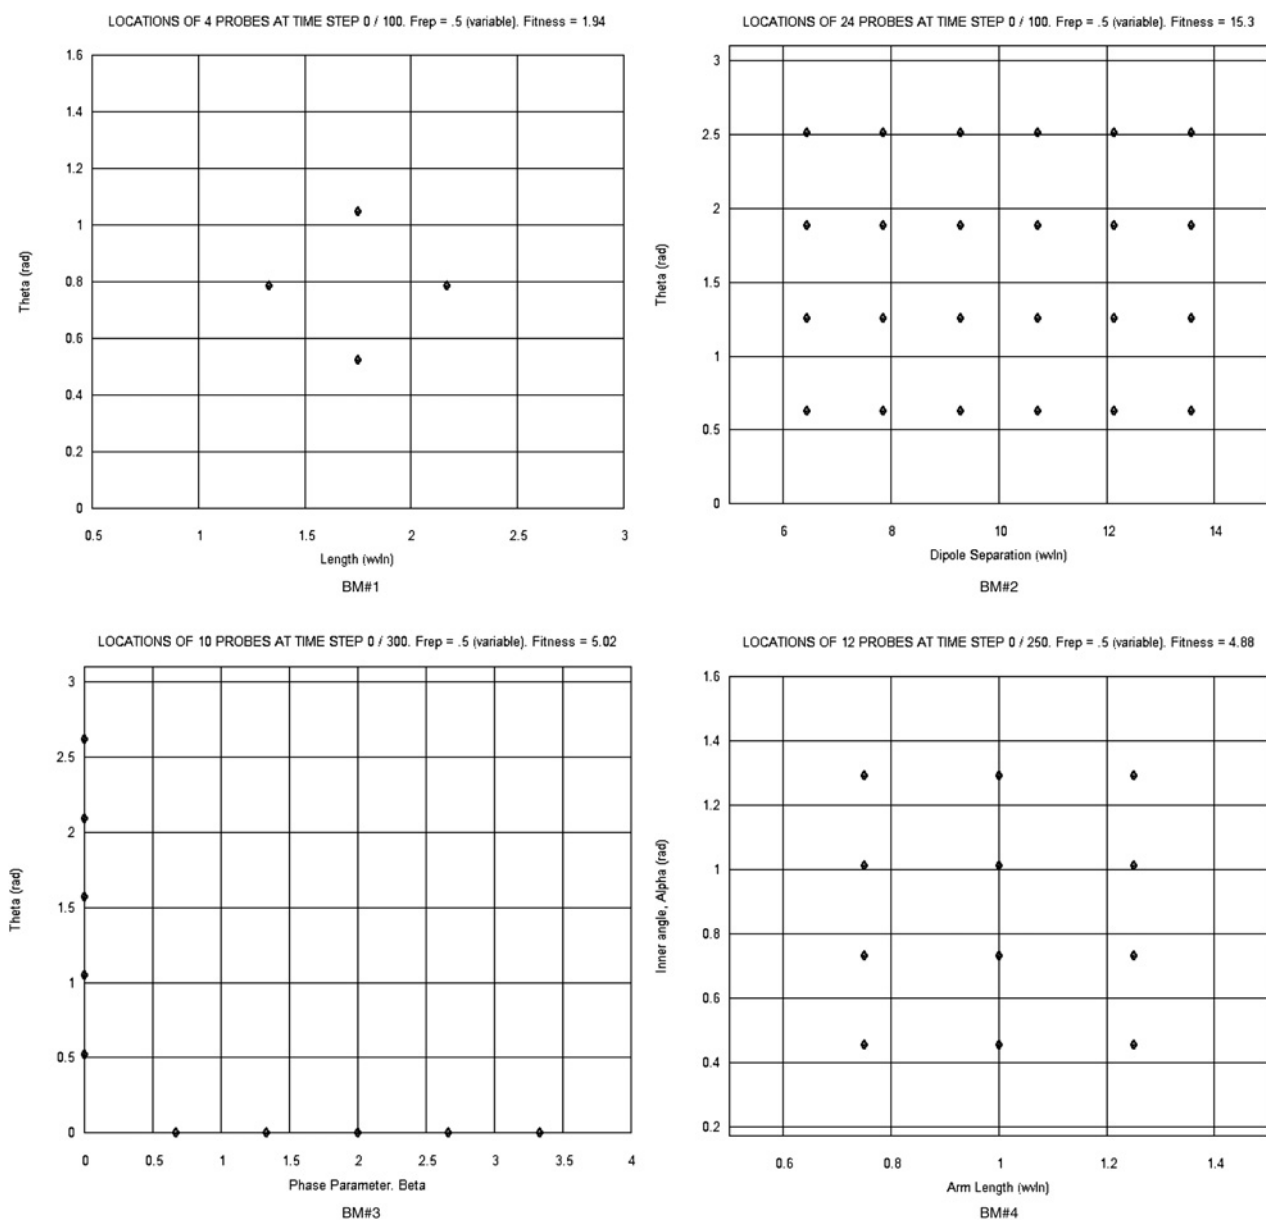 LOCATIONS OF 4 PROBES AT TIME STEP 0 / 100. Frep = .5 (variable). Fitness = 1.94
1.6
1.4
1.2
1
0.8
0.6
0.4
0.2
0
Theta (rad)
0.5 1 1.5 2 2.5 3
Length (wvln)
BM#1
LOCATIONS OF 24 PROBES AT TIME STEP 0 / 100. Frep = .5 (variable). Fitness = 15.3
3
2.5
2
1.5
1
0.5
0
Theta (rad)
6 8 10 12 14
Dipole Separation (wvln)
BM#2
LOCATIONS OF 10 PROBES AT TIME STEP 0 / 300. Frep = .5 (variable). Fitness = 5.02
3
2.5
2
1.5
1
0.5
0
Theta (rad)
0 0.5 1 1.5 2 2.5 3 3.5 4
Phase Parameter. Beta
BM#3
LOCATIONS OF 12 PROBES AT TIME STEP 0 / 250. Frep = .5 (variable). Fitness = 4.88
1.6
1.4
1.2
1
0.8
0.6
0.4
0.2
Inner angle, Alpha (rad)
0.6 0.8 1 1.2 1.4
Arm Length (wvln)
BM#4